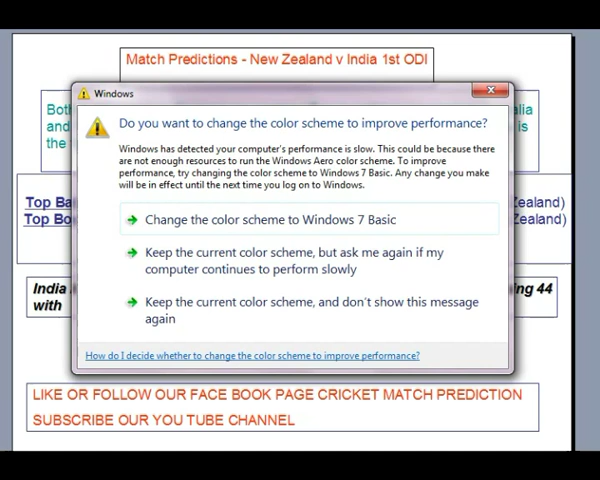 Match Predictions - New Zealand v India 1st ODI
Windows
Both
and
the
Do you want to change the color scheme to improve performance?
Windows has detected your computer's performance is slow. This could be because there
are not enough resources to run the Windows Aero color scheme. To improve
performance, try changing the color scheme to Windows 7 Basic. Any change you make
will be in effect until the next time you log on to Windows.
is
Top
Top
Zealand)
Zealand)
Change the color scheme to Windows 7 Basic
Keep the current color scheme, but ask me again if my
computer continues to perform slowly
Keep the current color scheme, and don't show this message
again
India
44
with
How do I decide whether to change the color scheme to improve performance?
LIKE OR FOLLOW OUR FACE BOOK PAGE CRICKET MATCH PREDICTION
SUBSCRIBE OUR YOU TUBE CHANNEL